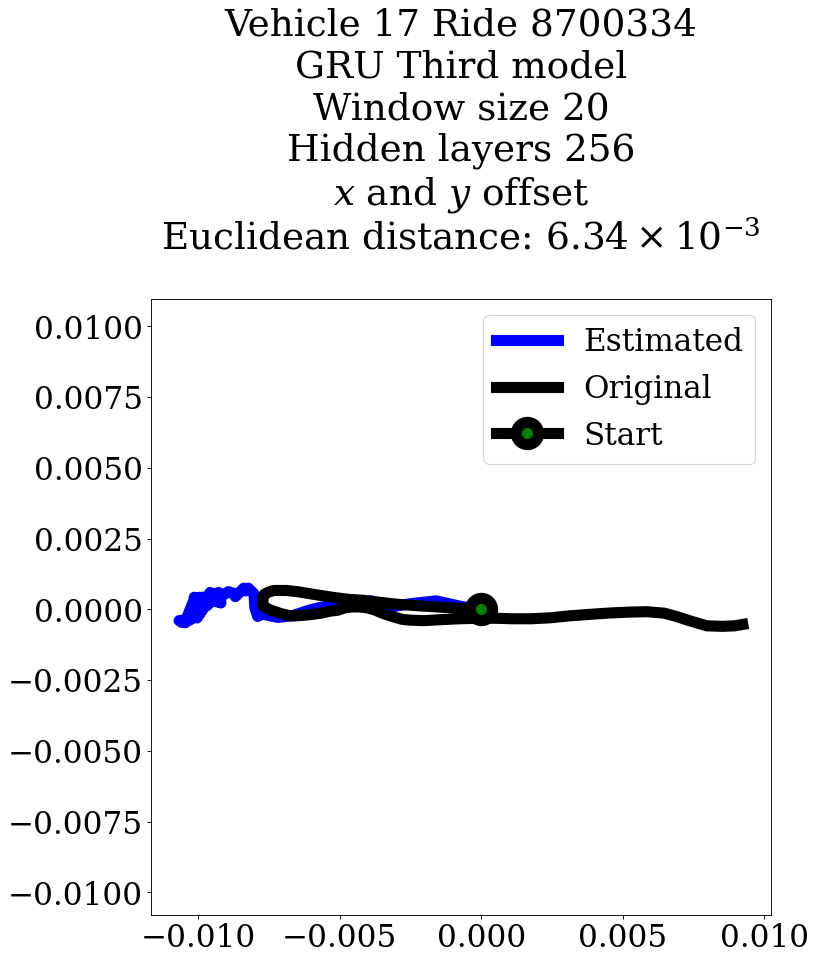 Vehicle 17 Ride 8700334
GRU Third model
Window size 20
Hidden layers 256
x and y offset
Euclidean distance: 6.34 × 10⁻³
Estimated
Original
Start
0.0100
0.0075
0.0050
0.0025
0.0000
−0.0025
−0.0050
−0.0075
−0.0100
−0.010 −0.005 0.000 0.005 0.010